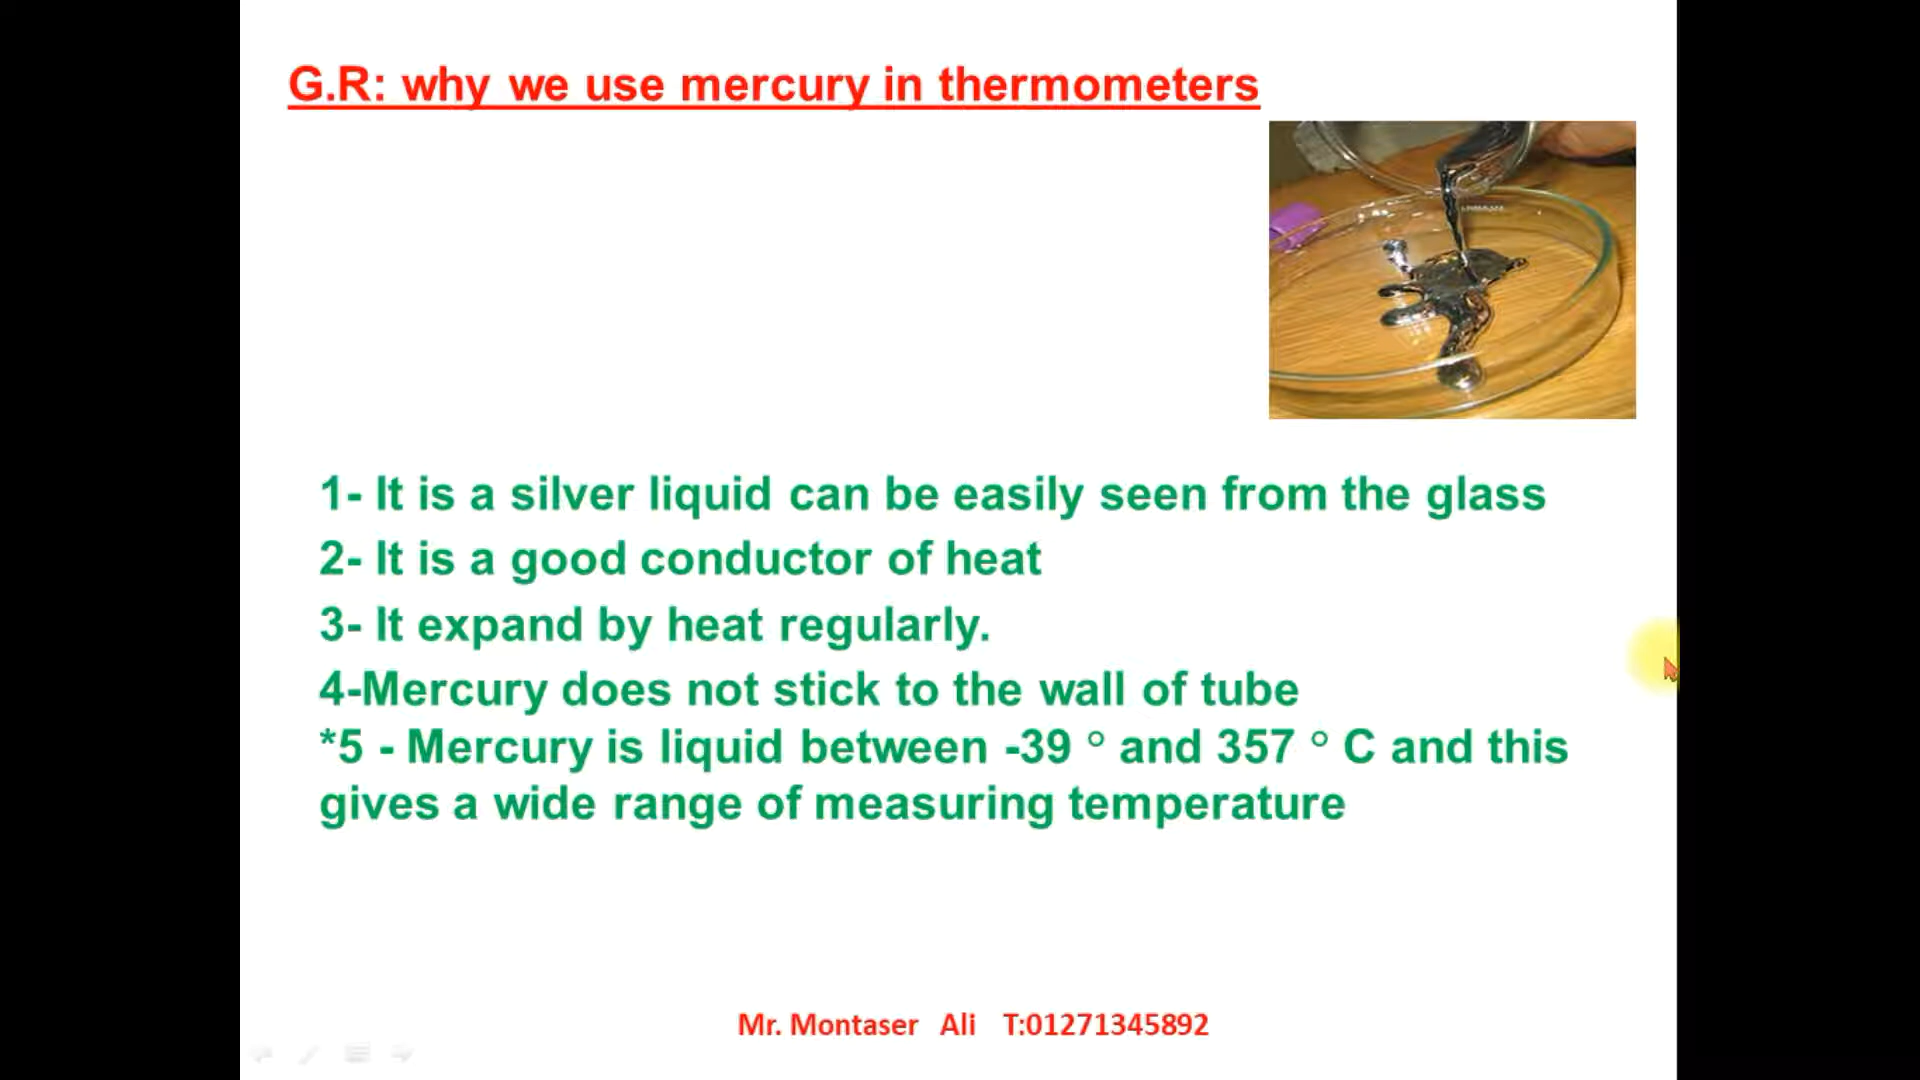 G.R: why we use mercury in thermometers
1- It is a silver liquid can be easily seen from the glass
2- It is a good conductor of heat
3- It expand by heat regularly.
4-Mercury does not stick to the wall of tube
*5 - Mercury is liquid between -39 ° and 357 ° C and this
gives a wide range of measuring temperature
Mr. Montaser Ali T:01271345892